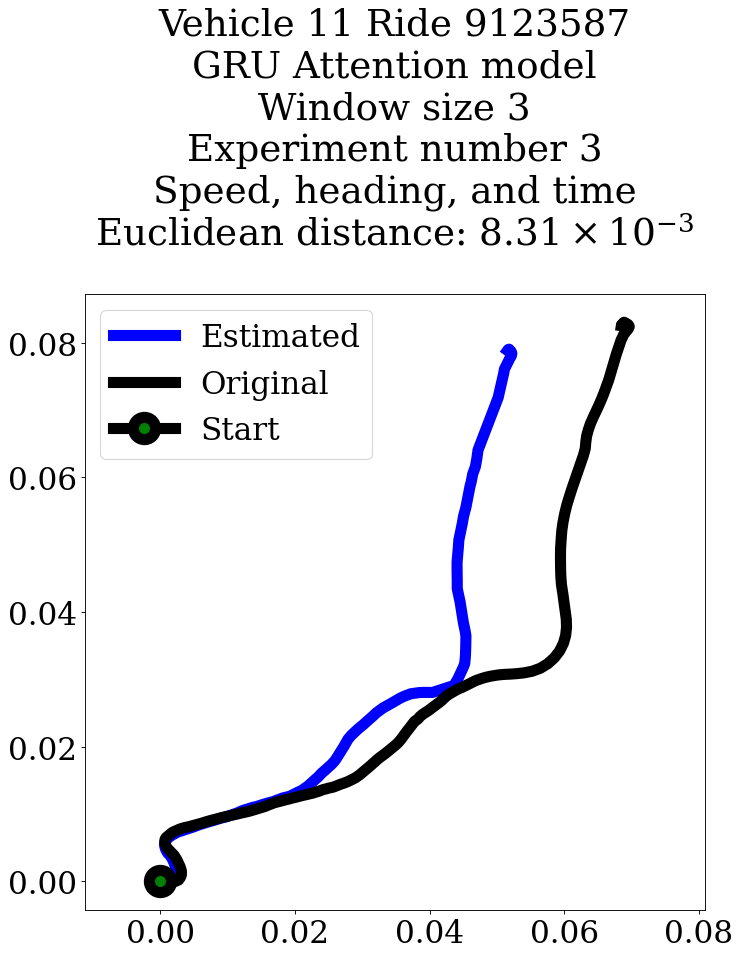 Vehicle 11 Ride 9123587
GRU Attention model
Window size 3
Experiment number 3
Speed, heading, and time
Euclidean distance: 8.31 × 10⁻³
Estimated
Original
Start
0.08
0.06
0.04
0.02
0.00
0.00 0.02 0.04 0.06 0.08